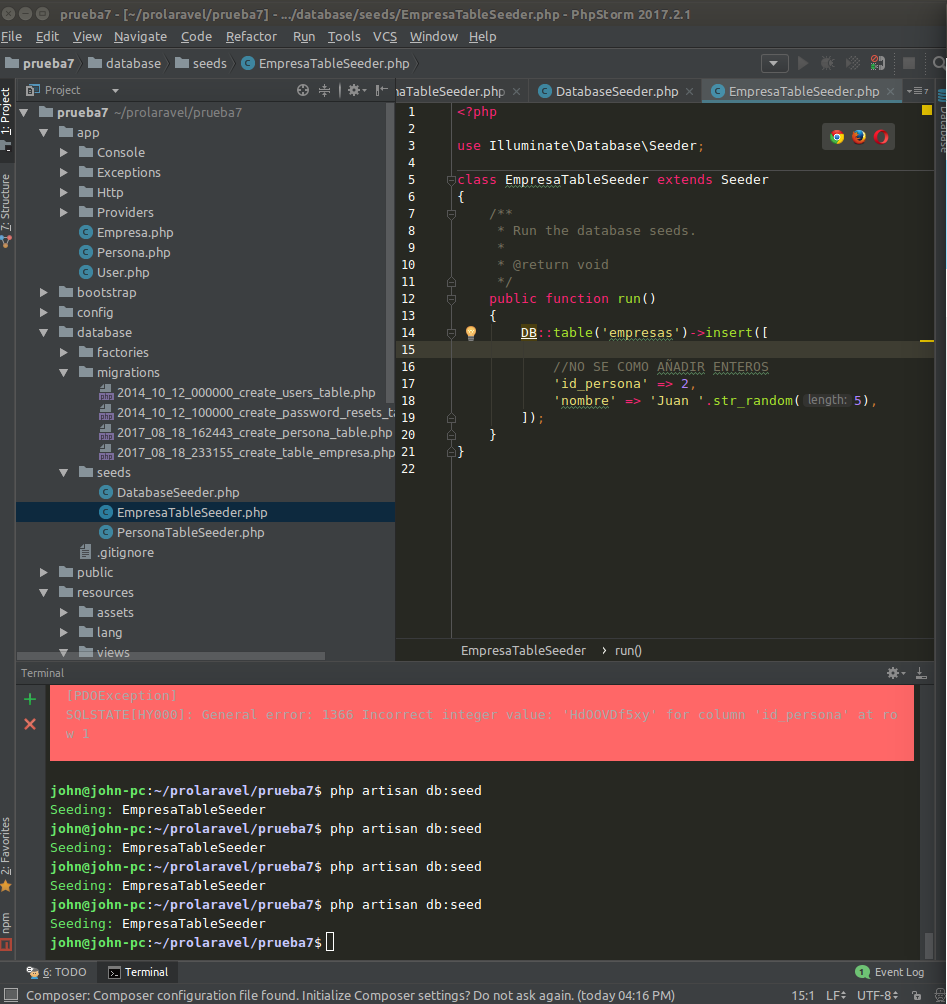 prueba7 - [~/prolaravel/prueba7] - .../database/seeds/EmpresaTableSeeder.php - PhpStorm 2017.2.1
File Edit View Navigate Code Refactor Run Tools VCS Window Help
prueba7 database seeds EmpresaTableSeeder.php
Project
naTableSeeder.php DatabaseSeeder.php EmpresaTableSeeder.php 7
1: Project
7: Structure
2: Favorites
npm
Database
prueba7 ~/prolaravel/prueba7
app
Console
Exceptions
Http
Providers
Empresa.php
Persona.php
User.php
bootstrap
config
database
factories
migrations
2014_10_12_000000_create_users_table.php
2014_10_12_100000_create_password_resets_ta
2017_08_18_162443_create_persona_table.php
2017_08_18_233155_create_table_empresa.php
seeds
DatabaseSeeder.php
EmpresaTableSeeder.php
PersonaTableSeeder.php
.gitignore
public
resources
assets
lang
views
1 <?php
2
3 use Illuminate\Database\Seeder;
4
5 class EmpresaTableSeeder extends Seeder
6 {
7 /**
8 * Run the database seeds.
9 *
10 * @return void
11 */
12 public function run()
13 {
14 DB::table('empresas')->insert([
15
16 //NO SE COMO AÑADIR ENTEROS
17 'id_persona' => 2,
18 'nombre' => 'Juan '.str_random( length: 5),
19 ]);
20 }
21 }
22
EmpresaTableSeeder › run()
Terminal
[PDOException]
SQLSTATE[HY000]: General error: 1366 Incorrect integer value: 'HdOOVDf5xy' for column 'id_persona' at ro
w 1
john@john-pc:~/prolaravel/prueba7$ php artisan db:seed
Seeding: EmpresaTableSeeder
john@john-pc:~/prolaravel/prueba7$ php artisan db:seed
Seeding: EmpresaTableSeeder
john@john-pc:~/prolaravel/prueba7$ php artisan db:seed
Seeding: EmpresaTableSeeder
john@john-pc:~/prolaravel/prueba7$ php artisan db:seed
Seeding: EmpresaTableSeeder
john@john-pc:~/prolaravel/prueba7$
6: TODO Terminal 1 Event Log
Composer: Composer configuration file found. Initialize Composer settings? Do not ask again. (today 04:16 PM) 15:1 LF UTF-8